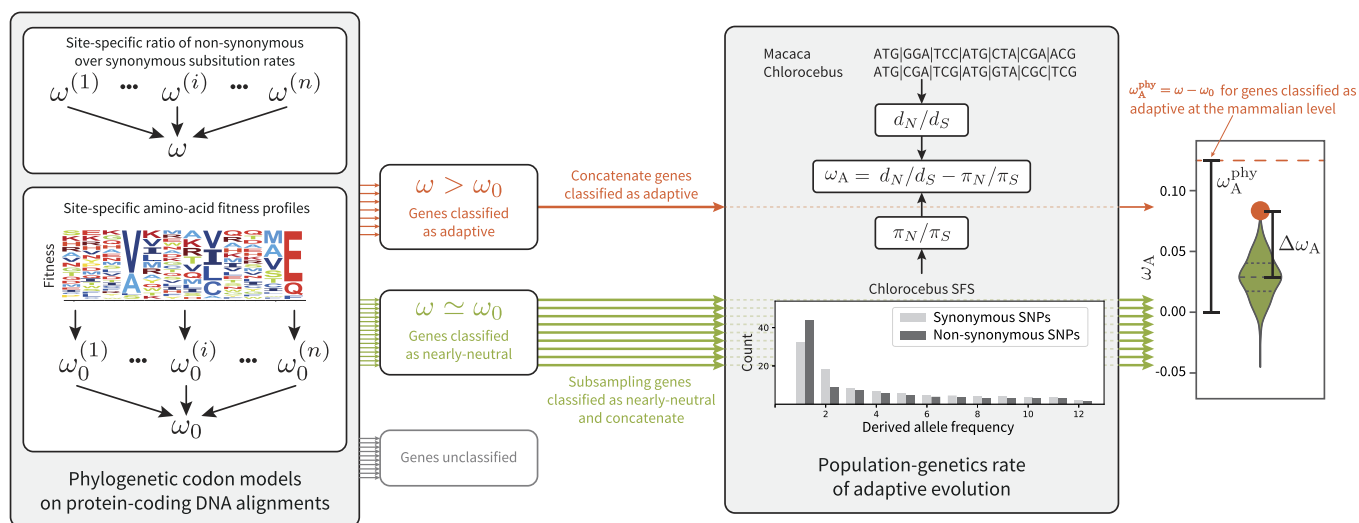 Site-specific ratio of non-synonymous
over synonymous subsitution rates
ω(1) ••• ω(i) ••• ω(n)
ω
Site-specific amino-acid fitness profiles
Fitness
ω0(1) ••• ω0(i) ••• ω0(n)
ω0
Phylogenetic codon models
on protein-coding DNA alignments
ω > ω0
Genes classified
as adaptive
ω ≃ ω0
Genes classified
as nearly-neutral
Genes unclassified
Concatenate genes
classified as adaptive
Subsampling genes
classified as nearly-neutral
and concatenate
Macaca ATG|GGA|TCC|ATG|CTA|CGA|ACG
Chlorocebus ATG|CGA|TCG|ATG|GTA|CGC|TCG
dN/dS
ωA = dN/dS − πN/πS
πN/πS
Chlorocebus SFS
Synonymous SNPs
Non-synonymous SNPs
Count
40
20
2 4 6 8 10 12
Derived allele frequency
Population-genetics rate
of adaptive evolution
ωAphy = ω − ω0 for genes classified as
adaptive at the mammalian level
ωA
0.10
0.05
0.00
-0.05
ωAphy
ΔωA